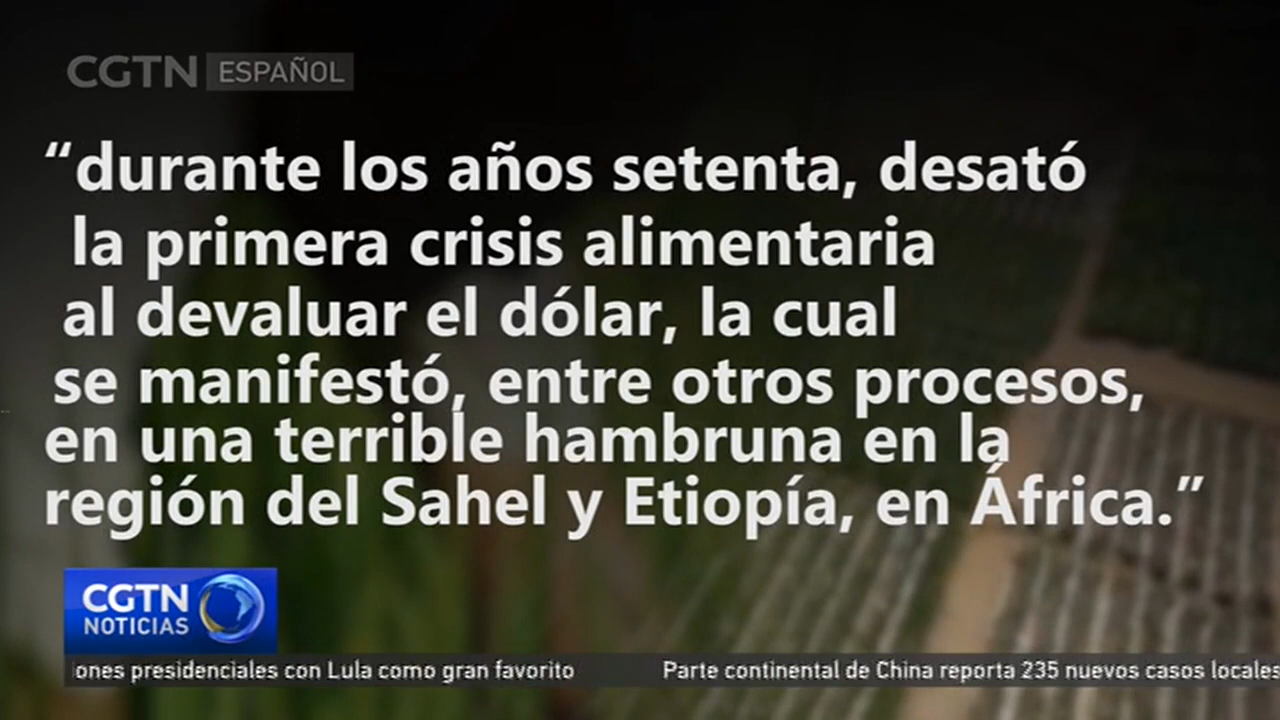 CGTN ESPAÑOL
“durante los años setenta, desató
la primera crisis alimentaria
al devaluar el dólar, la cual
se manifestó, entre otros procesos,
en una terrible hambruna en la
región del Sahel y Etiopía, en África.”
CGTN
NOTICIAS
iones presidenciales con Lula como gran favorito
Parte continental de China reporta 235 nuevos casos locales